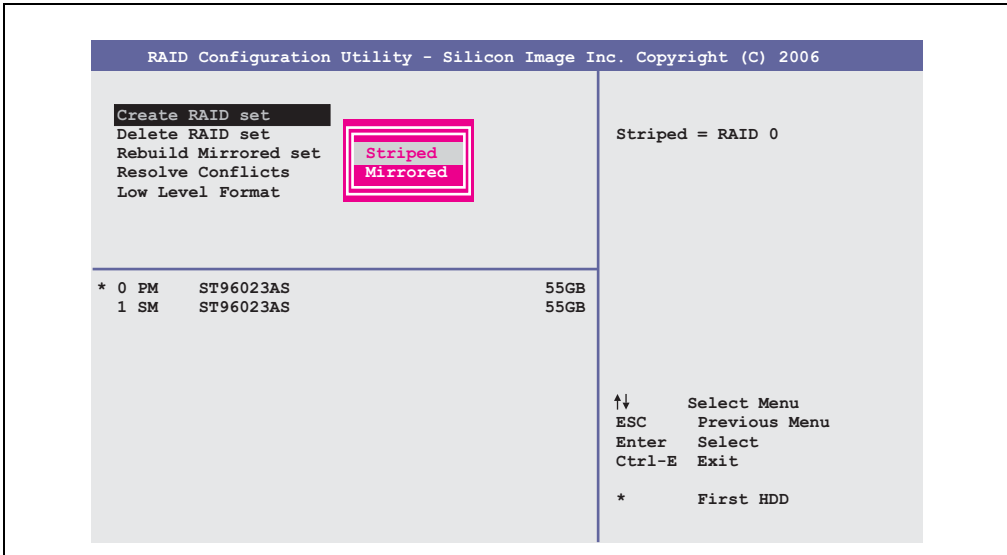 RAID Configuration Utility - Silicon Image Inc. Copyright (C) 2006
Create RAID set
Delete RAID set
Rebuild Mirrored set
Resolve Conflicts
Low Level Format
Striped
Mirrored
Striped = RAID 0
* 0 PM ST96023AS 55GB
1 SM ST96023AS 55GB
↑↓ Select Menu
ESC Previous Menu
Enter Select
Ctrl-E Exit
* First HDD